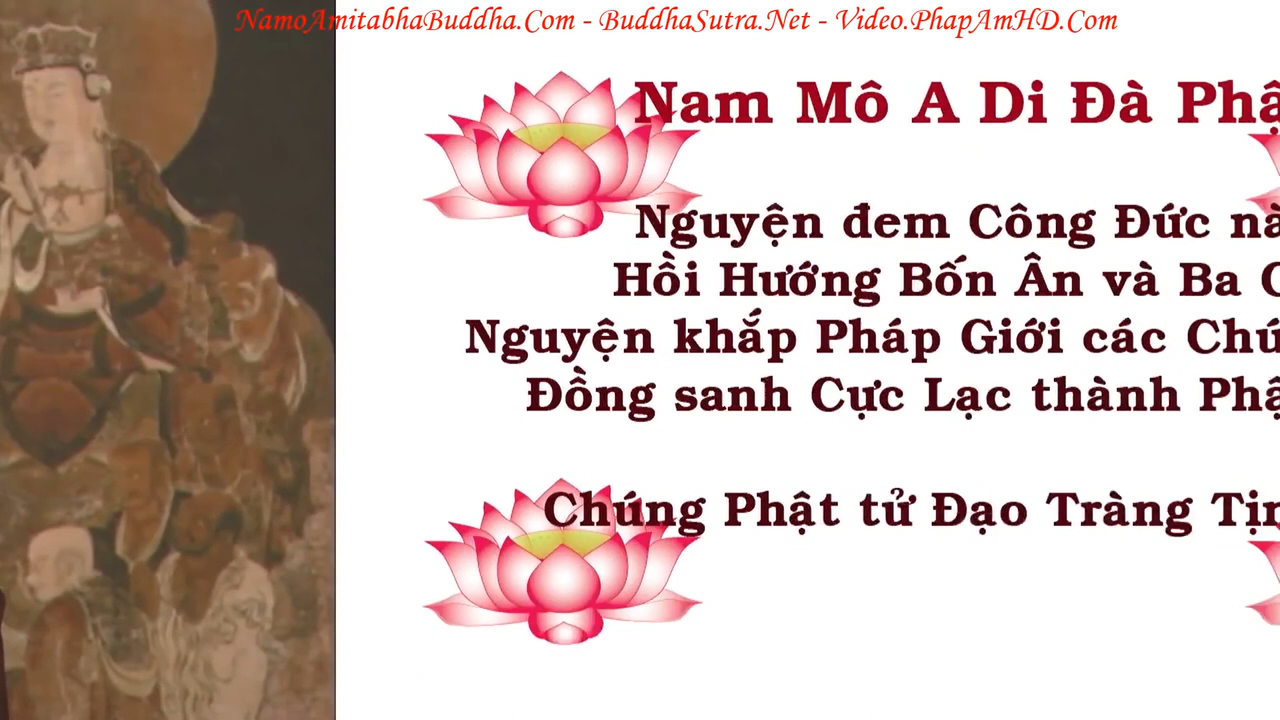 NamoAmitabhaBuddha.Com - BuddhaSutra.Net - Video.PhapAmHD.Com
Nam Mô A Di Đà
Nguyện đem Công Đức
Hồi Hướng Bốn Ân và Ba
Nguyện khắp Pháp Giới các
Đồng sanh Cực Lạc thành
Chúng Phật tử Đạo Tràng